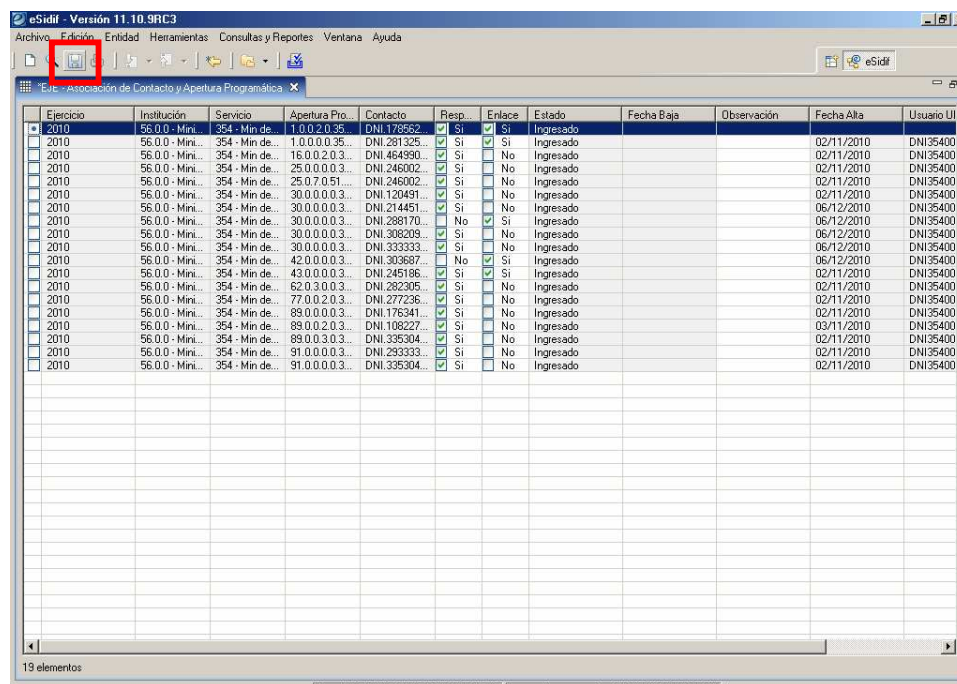 eSidif - Versión 11.10.9RC3
Archivo Edición Entidad Herramientas Consultas y Reportes Ventana Ayuda
eSidif
*EJE - Asociación de Contacto y Apertura Programática
Ejercicio Institución Servicio Apertura Pro... Contacto Resp... Enlace Estado Fecha Baja Observación Fecha Alta Usuario Ul
2010 56.0.0 - Mini... 354 - Min de... 1.0.0.2.0.35... DNI.178562... Si Si Ingresado
2010 56.0.0 - Mini... 354 - Min de... 1.0.0.0.0.35... DNI.281325... Si Si Ingresado 02/11/2010 DNI35400
2010 56.0.0 - Mini... 354 - Min de... 16.0.0.2.0.3... DNI.464990... Si No Ingresado 02/11/2010 DNI35400
2010 56.0.0 - Mini... 354 - Min de... 25.0.0.0.0.3... DNI.246002... Si No Ingresado 02/11/2010 DNI35400
2010 56.0.0 - Mini... 354 - Min de... 25.0.7.0.51.... DNI.246002... Si No Ingresado 02/11/2010 DNI35400
2010 56.0.0 - Mini... 354 - Min de... 30.0.0.0.0.3... DNI.120491... Si No Ingresado 02/11/2010 DNI35400
2010 56.0.0 - Mini... 354 - Min de... 30.0.0.0.0.3... DNI.214451... Si No Ingresado 06/12/2010 DNI35400
2010 56.0.0 - Mini... 354 - Min de... 30.0.0.0.0.3... DNI.288170... No Si Ingresado 06/12/2010 DNI35400
2010 56.0.0 - Mini... 354 - Min de... 30.0.0.0.0.3... DNI.308209... Si No Ingresado 06/12/2010 DNI35400
2010 56.0.0 - Mini... 354 - Min de... 30.0.0.0.0.3... DNI.333333... Si No Ingresado 06/12/2010 DNI35400
2010 56.0.0 - Mini... 354 - Min de... 42.0.0.0.0.3... DNI.303687... No Si Ingresado 06/12/2010 DNI35400
2010 56.0.0 - Mini... 354 - Min de... 43.0.0.0.0.3... DNI.245186... Si Si Ingresado 02/11/2010 DNI35400
2010 56.0.0 - Mini... 354 - Min de... 62.0.3.0.0.3... DNI.282305... Si No Ingresado 02/11/2010 DNI35400
2010 56.0.0 - Mini... 354 - Min de... 77.0.0.2.0.3... DNI.277236... Si No Ingresado 02/11/2010 DNI35400
2010 56.0.0 - Mini... 354 - Min de... 89.0.0.0.0.3... DNI.176341... Si No Ingresado 02/11/2010 DNI35400
2010 56.0.0 - Mini... 354 - Min de... 89.0.0.2.0.3... DNI.108227... Si No Ingresado 03/11/2010 DNI35400
2010 56.0.0 - Mini... 354 - Min de... 89.0.0.3.0.3... DNI.335304... Si No Ingresado 02/11/2010 DNI35400
2010 56.0.0 - Mini... 354 - Min de... 91.0.0.0.0.3... DNI.293333... Si No Ingresado 02/11/2010 DNI35400
2010 56.0.0 - Mini... 354 - Min de... 91.0.0.0.0.3... DNI.335304... Si No Ingresado 02/11/2010 DNI35400
19 elementos